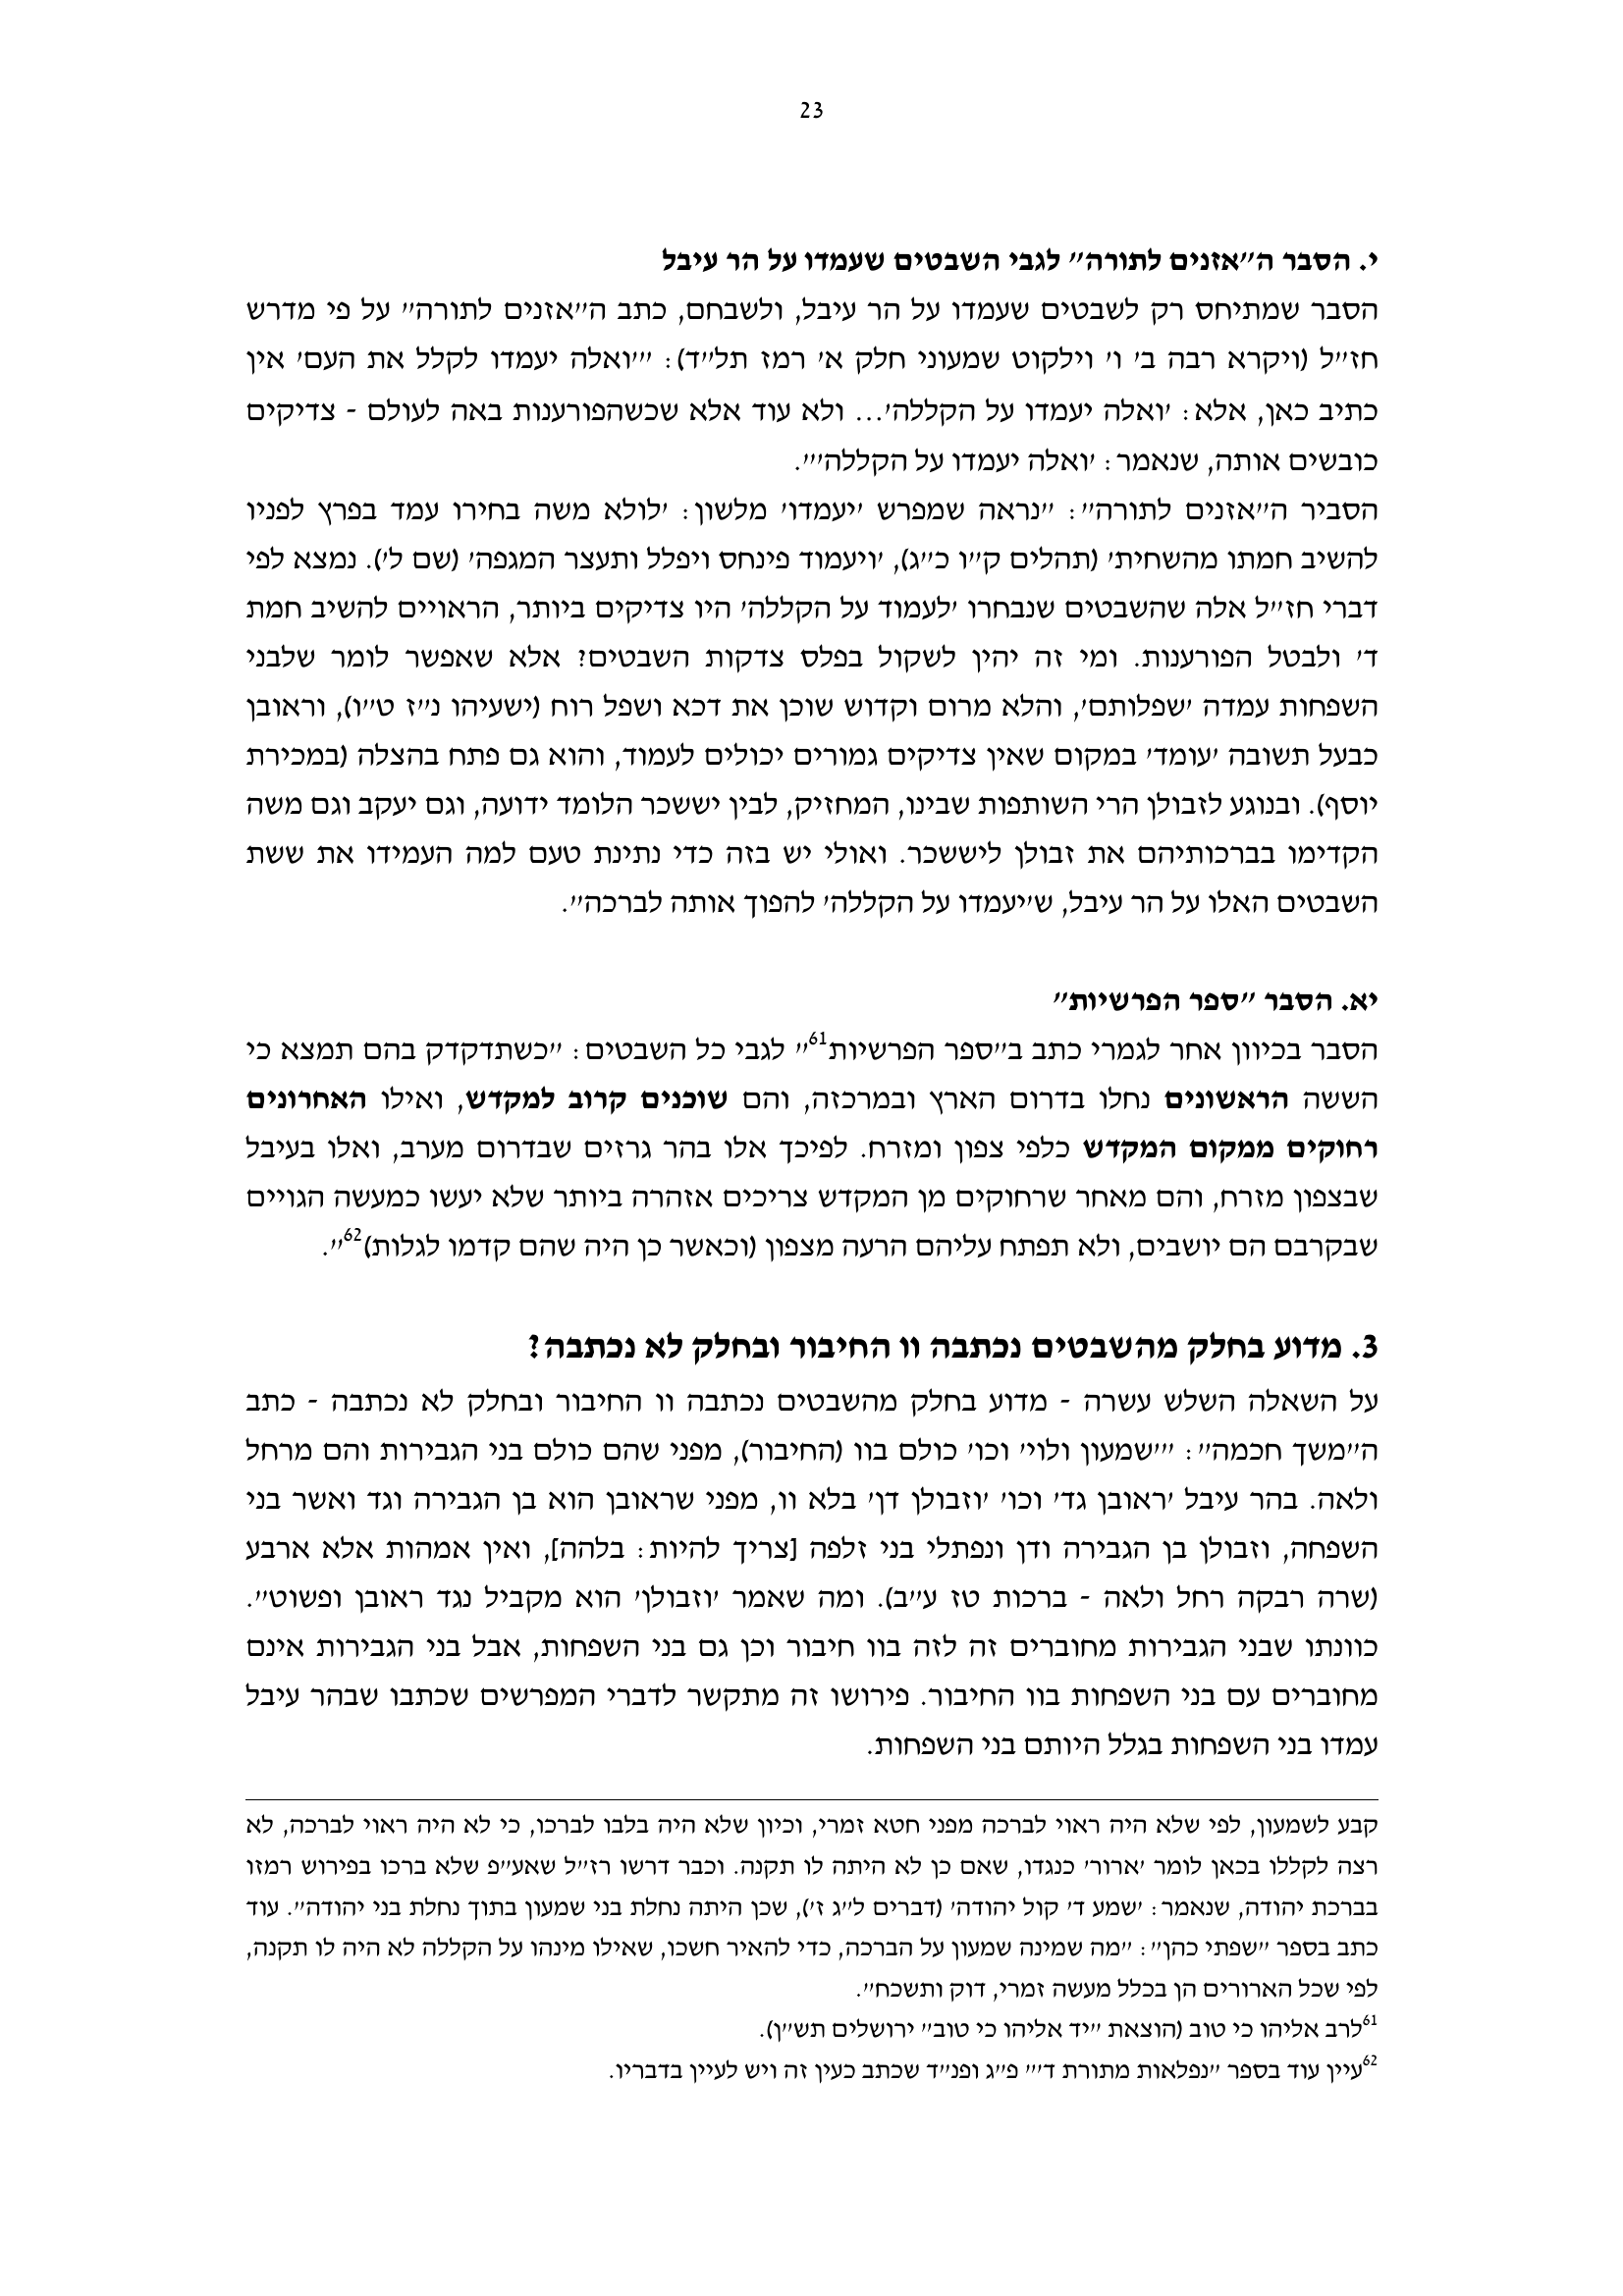 23
י. הסבר ה"אזנים לתורה" לגבי השבטים שעמדו על הר עיבל
הסבר שמתיחס רק לשבטים שעמדו על הר עיבל, ולשבחם, כתב ה"אזנים לתורה" על פי מדרש
חז"ל (ויקרא רבה ב' ו' וילקוט שמעוני חלק א' רמז תל"ד): "'ואלה יעמדו לקלל את העם' אין
כתיב כאן, אלא: 'ואלה יעמדו על הקללה'... ולא עוד אלא שכשהפורענות באה לעולם - צדיקים
כובשים אותה, שנאמר: 'ואלה יעמדו על הקללה'".
הסביר ה"אזנים לתורה": "נראה שמפרש 'יעמדו' מלשון: 'לולא משה בחירו עמד בפרץ לפניו
להשיב חמתו מהשחית' (תהלים ק"ו כ"ג), 'ויעמוד פינחס ויפלל ותעצר המגפה' (שם ל'). נמצא לפי
דברי חז"ל אלה שהשבטים שנבחרו 'לעמוד על הקללה' היו צדיקים ביותר, הראויים להשיב חמת
ד' ולבטל הפורענות. ומי זה יהין לשקול בפלס צדקות השבטים? אלא שאפשר לומר שלבני
השפחות עמדה 'שפלותם', והלא מרום וקדוש שוכן את דכא ושפל רוח (ישעיהו נ"ז ט"ו), וראובן
כבעל תשובה 'עומד' במקום שאין צדיקים גמורים יכולים לעמוד, והוא גם פתח בהצלה (במכירת
יוסף). ובנוגע לזבולן הרי השותפות שבינו, המחזיק, לבין יששכר הלומד ידועה, וגם יעקב וגם משה
הקדימו בברכותיהם את זבולן ליששכר. ואולי יש בזה כדי נתינת טעם למה העמידו את ששת
השבטים האלו על הר עיבל, ש'יעמדו על הקללה' להפוך אותה לברכה".
יא. הסבר "ספר הפרשיות"
הסבר בכיוון אחר לגמרי כתב ב"ספר הפרשיות61" לגבי כל השבטים: "כשתדקדק בהם תמצא כי
הששה הראשונים נחלו בדרום הארץ ובמרכזה, והם שוכנים קרוב למקדש, ואילו האחרונים
רחוקים ממקום המקדש כלפי צפון ומזרח. לפיכך אלו בהר גרזים שבדרום מערב, ואלו בעיבל
שבצפון מזרח, והם מאחר שרחוקים מן המקדש צריכים אזהרה ביותר שלא יעשו כמעשה הגויים
שבקרבם הם יושבים, ולא תפתח עליהם הרעה מצפון (וכאשר כן היה שהם קדמו לגלות)62".
3. מדוע בחלק מהשבטים נכתבה וו החיבור ובחלק לא נכתבה?
על השאלה השלש עשרה - מדוע בחלק מהשבטים נכתבה וו החיבור ובחלק לא נכתבה - כתב
ה"משך חכמה": "'שמעון ולוי' וכו' כולם בוו (החיבור), מפני שהם כולם בני הגבירות והם מרחל
ולאה. בהר עיבל 'ראובן גד' וכו' 'וזבולן דן' בלא וו, מפני שראובן הוא בן הגבירה וגד ואשר בני
השפחה, וזבולן בן הגבירה ודן ונפתלי בני זלפה [צריך להיות: בלהה], ואין אמהות אלא ארבע
(שרה רבקה רחל ולאה - ברכות טז ע"ב). ומה שאמר 'וזבולן' הוא מקביל נגד ראובן ופשוט".
כוונתו שבני הגבירות מחוברים זה לזה בוו חיבור וכן גם בני השפחות, אבל בני הגבירות אינם
מחוברים עם בני השפחות בוו החיבור. פירושו זה מתקשר לדברי המפרשים שכתבו שבהר עיבל
עמדו בני השפחות בגלל היותם בני השפחות.
קבע לשמעון, לפי שלא היה ראוי לברכה מפני חטא זמרי, וכיון שלא היה בלבו לברכו, כי לא היה ראוי לברכה, לא
רצה לקללו בכאן לומר 'ארור' כנגדו, שאם כן לא היתה לו תקנה. וכבר דרשו רז"ל שאע"פ שלא ברכו בפירוש רמזו
בברכת יהודה, שנאמר: 'שמע ד' קול יהודה' (דברים ל"ג ז'), שכן היתה נחלת בני שמעון בתוך נחלת בני יהודה". עוד
כתב בספר "שפתי כהן": "מה שמינה שמעון על הברכה, כדי להאיר חשכו, שאילו מינהו על הקללה לא היה לו תקנה,
לפי שכל הארורים הן בכלל מעשה זמרי, דוק ותשכח".
61לרב אליהו כי טוב (הוצאת "יד אליהו כי טוב" ירושלים תש"ן).
62עיין עוד בספר "נפלאות מתורת ד'" פ"ג ופנ"ד שכתב כעין זה ויש לעיין בדבריו.